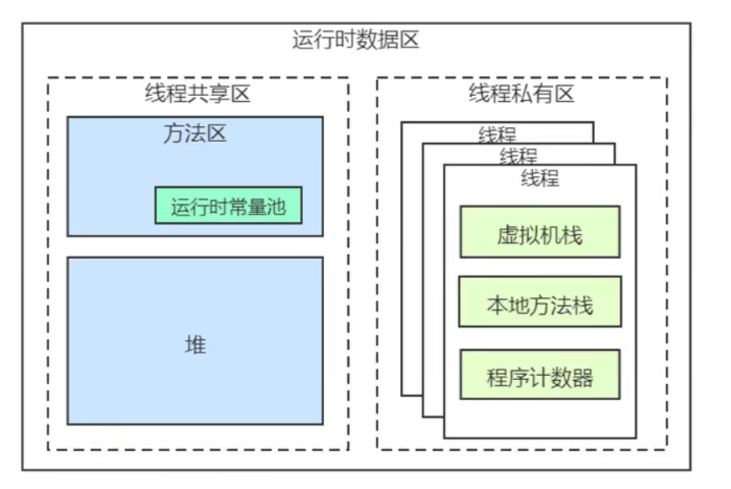 运行时数据区
线程共享区
方法区
运行时常量池
堆
线程私有区
线程
线程
线程
虚拟机栈
本地方法栈
程序计数器